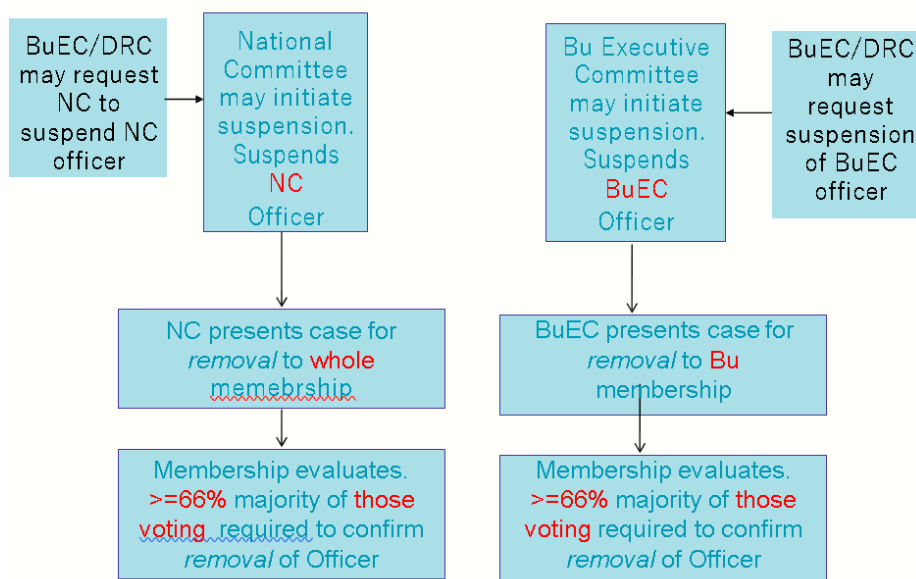 BuEC/DRC
may request
NC to
suspend NC
officer
National
Committee
may initiate
suspension.
Suspends
NC
Officer
NC presents case for
removal to whole
memebrship
Membership evaluates.
>=66% majority of those
voting required to confirm
removal of Officer
Bu Executive
Committee
may initiate
suspension.
Suspends
BuEC
Officer
BuEC/DRC
may
request
suspension
of BuEC
officer
BuEC presents case for
removal to Bu
membership
Membership evaluates.
>=66% majority of those
voting required to confirm
removal of Officer